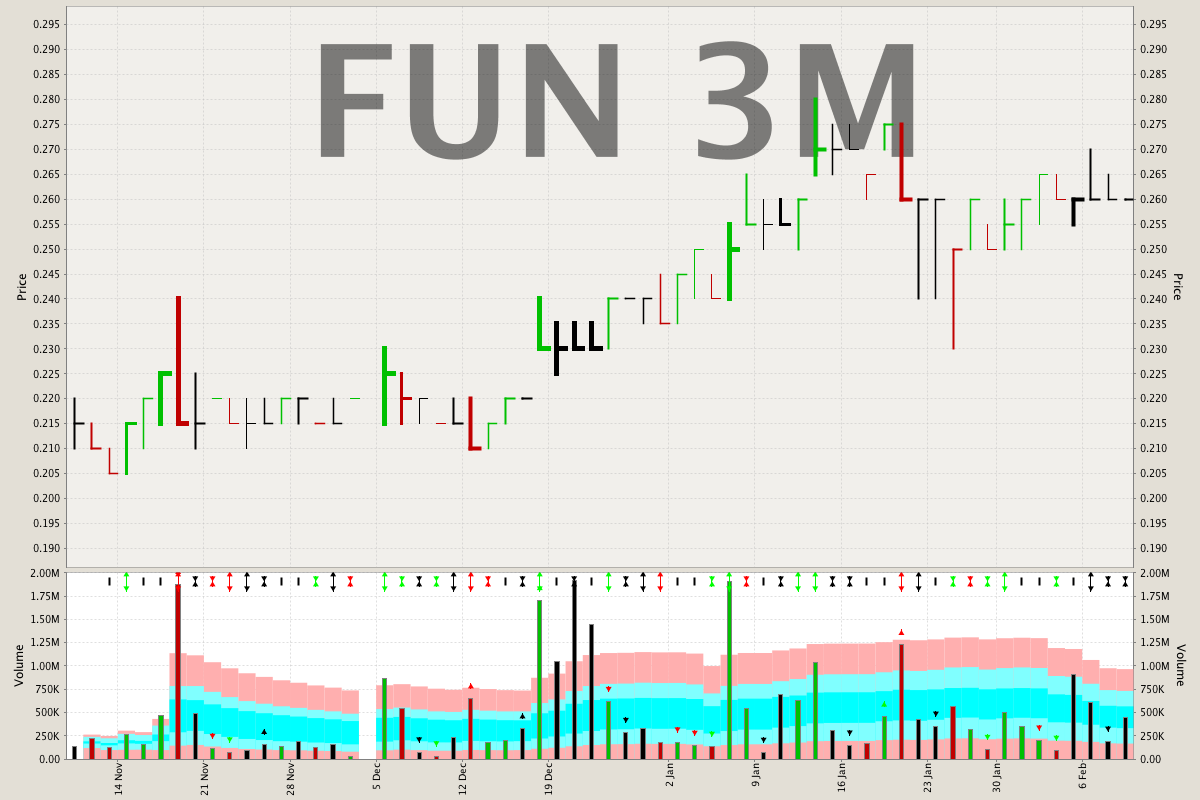 FUN 3M
0.295
0.290
0.285
0.280
0.275
0.270
0.265
0.260
0.255
0.250
0.245
0.240
0.235
0.230
0.225
0.220
0.215
0.210
0.205
0.200
0.195
0.190
Price
0.295
0.290
0.285
0.280
0.275
0.270
0.265
0.260
0.255
0.250
0.245
0.240
0.235
0.230
0.225
0.220
0.215
0.210
0.205
0.200
0.195
0.190
Price
2.00M
1.75M
1.50M
1.25M
1.00M
750K
500K
250K
0.00
Volume
2.00M
1.75M
1.50M
1.25M
1.00M
750K
500K
250K
0.00
Volume
14 Nov
21 Nov
28 Nov
5 Dec
12 Dec
19 Dec
2 Jan
9 Jan
16 Jan
23 Jan
30 Jan
6 Feb